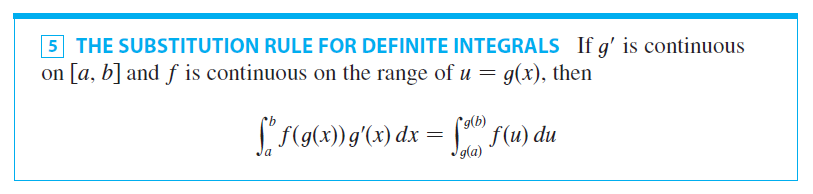 5 THE SUBSTITUTION RULE FOR DEFINITE INTEGRALS If g′ is continuous
on [a, b] and f is continuous on the range of u = g(x), then
∫_a^b f(g(x)) g′(x) dx = ∫_{g(a)}^{g(b)} f(u) du